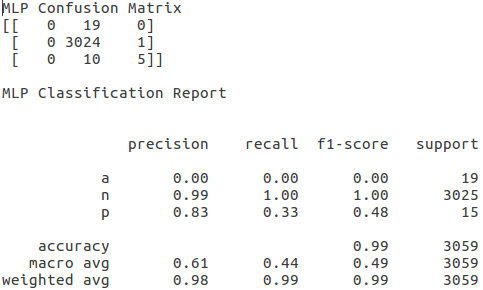 MLP Confusion Matrix
[[   0   19    0]
 [   0 3024    1]
 [   0   10    5]]
MLP Classification Report
              precision    recall  f1-score   support
           a       0.00      0.00      0.00        19
           n       0.99      1.00      1.00      3025
           p       0.83      0.33      0.48        15
    accuracy                           0.99      3059
   macro avg       0.61      0.44      0.49      3059
weighted avg       0.98      0.99      0.99      3059